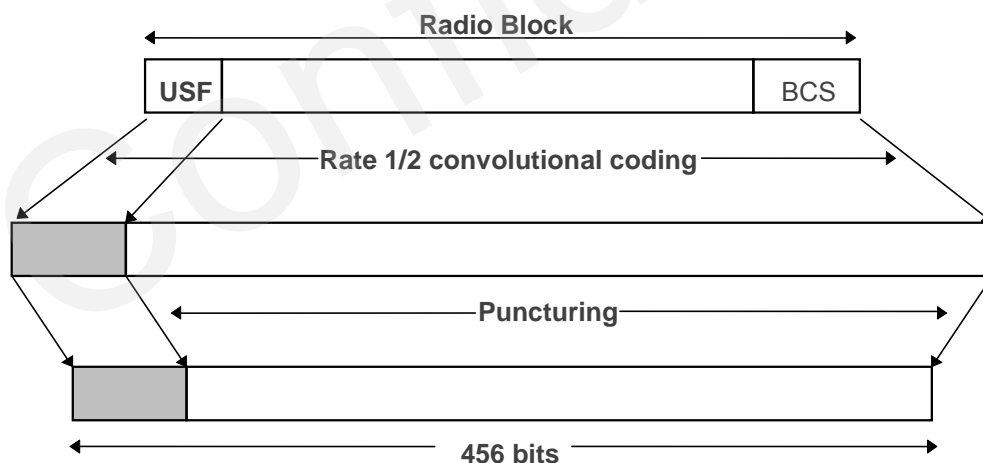 Radio Block
USF
BCS
Rate 1/2 convolutional coding
Puncturing
456 bits